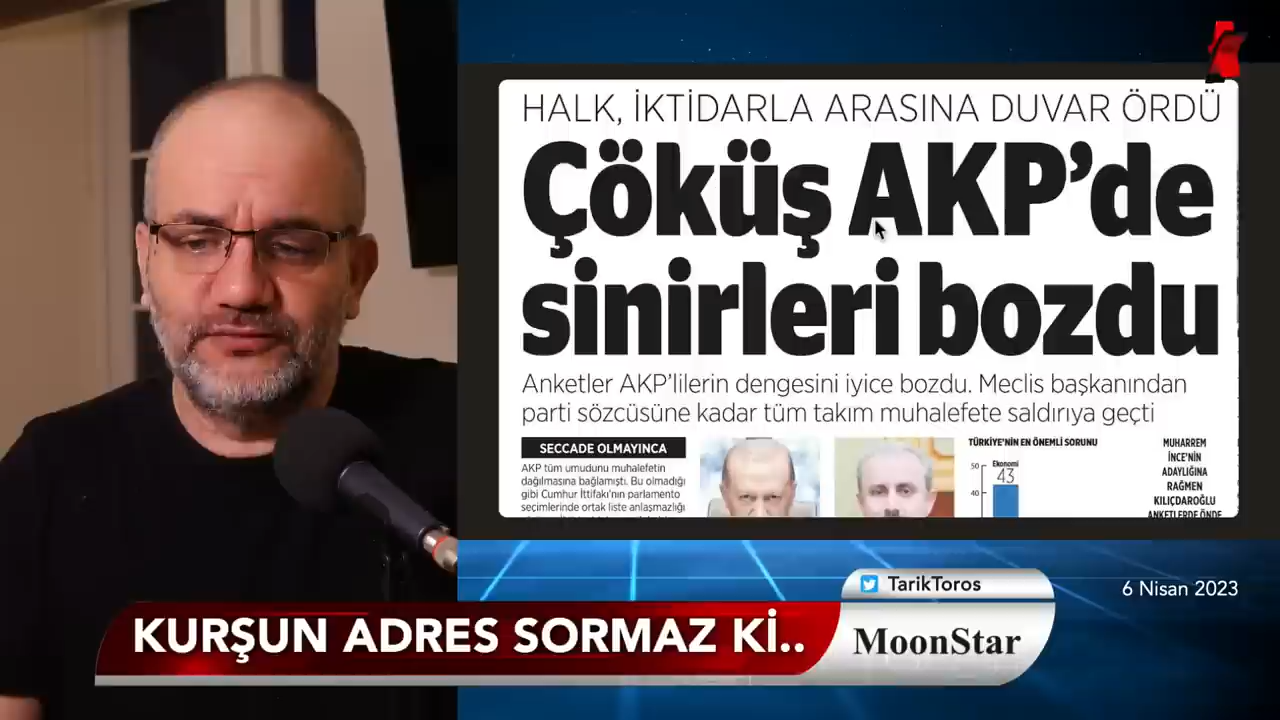 HALK, İKTİDARLA ARASINA DUVAR ÖRDÜ
Çöküş AKP’de
sinirleri bozdu
Anketler AKP’lilerin dengesini iyice bozdu. Meclis başkanından
parti sözcüsüne kadar tüm takım muhalefete saldırıya geçti
SECCADE OLMAYINCA
AKP tüm umudunu muhalefetin
dağılmasına bağlamıştı. Bu olmadığı
gibi Cumhur İttifakı’nın parlamento
seçimlerinde ortak liste anlaşmazlığı
TÜRKİYE’NİN EN ÖNEMLİ SORUNU
50
Ekonomi
43
40
MUHARREM
İNCE’NİN
ADAYLIĞINA
RAĞMEN
KILIÇDAROĞLU
ANKETLERDE ÖNDE
TarikToros
6 Nisan 2023
KURŞUN ADRES SORMAZ Kİ..
MoonStar